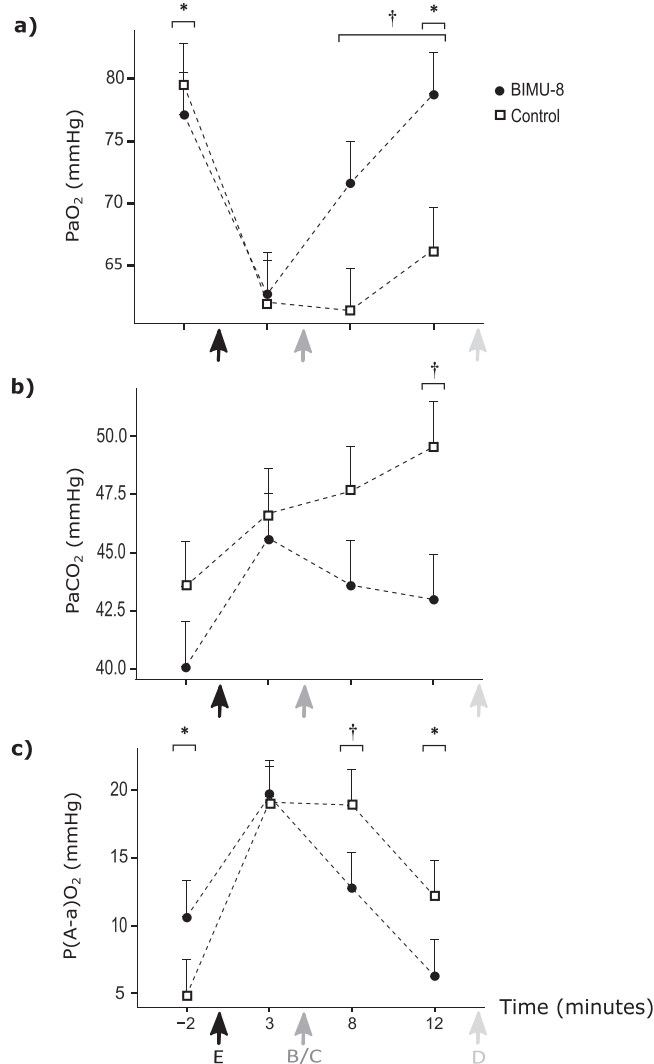 a)
* † *
80
75
70
65
PaO2 (mmHg)
BIMU-8
Control
b)
†
50.0
47.5
45.0
42.5
40.0
PaCO2 (mmHg)
c)
* † *
20
15
10
5
P(A-a)O2 (mmHg)
−2 3 8 12
Time (minutes)
E B/C D